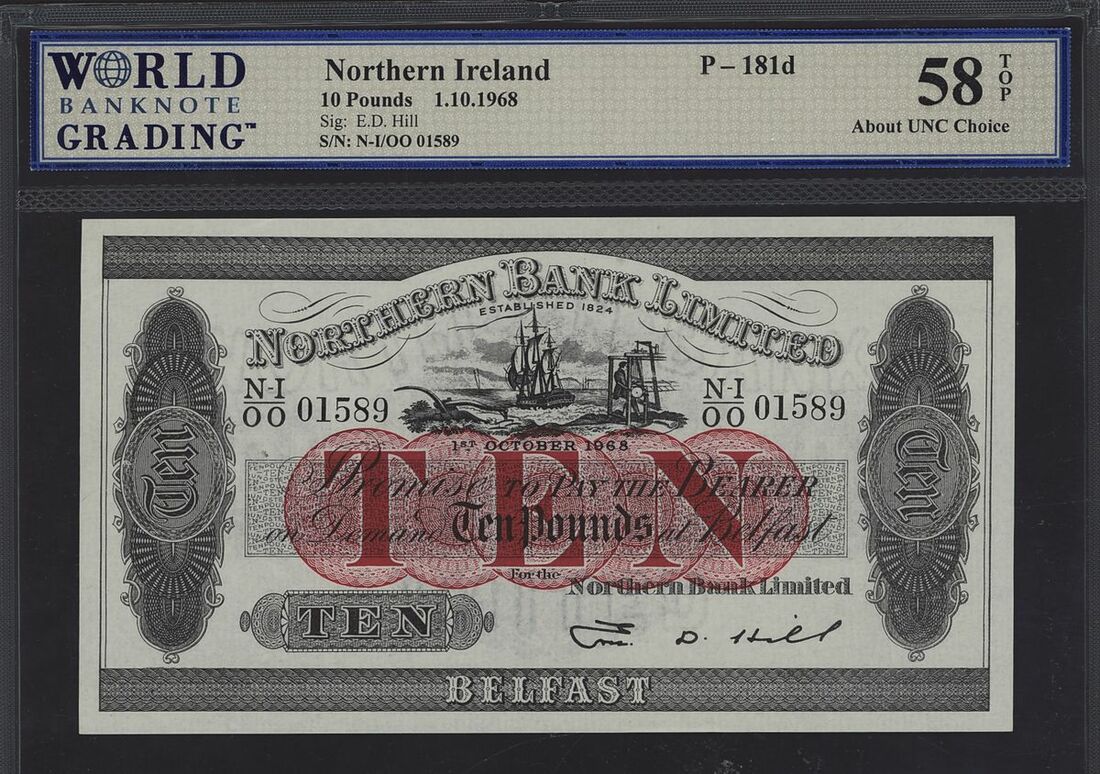 WORLD
BANKNOTE
GRADING™
Northern Ireland
10 Pounds 1.10.1968
Sig: E.D. Hill
S/N: N-I/OO 01589
P – 181d
58 TOP
About UNC Choice
NORTHERN BANK LIMITED
ESTABLISHED 1824
N-I
OO 01589
N-I
OO 01589
1ST OCTOBER 1968
TEN
I Promise TO PAY THE BEARER
on Demand Ten Pounds at Belfast
For the
Northern Bank Limited
Ten
Ten
TEN
D. Hill
BELFAST